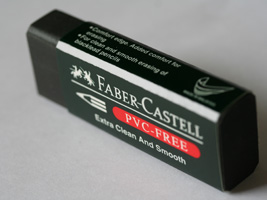 •Comfort edge. Added comfort for
erasing
•For clean and smooth erasing of
blacklead pencils
FABER-CASTELL
PVC-FREE
Extra Clean And Smooth